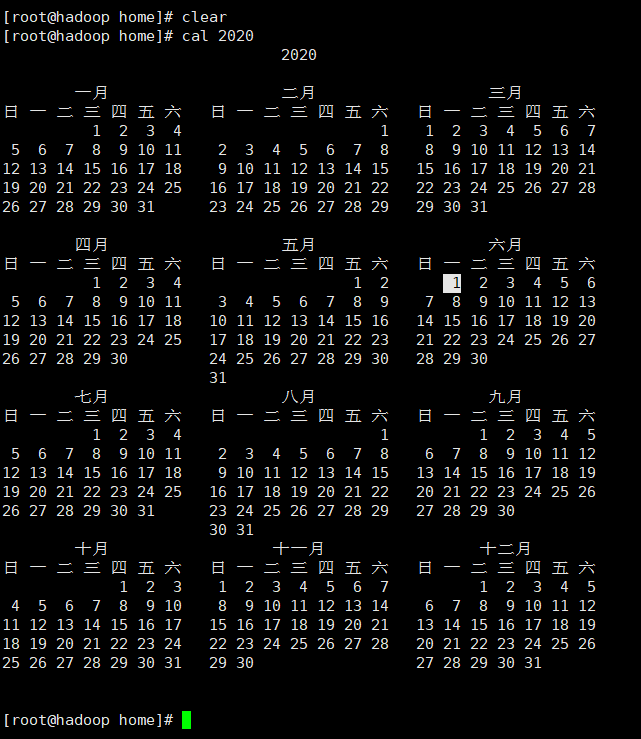 [root@hadoop home]# clear
[root@hadoop home]# cal 2020
                               2020

        一月                   二月                   三月
日 一 二 三 四 五 六   日 一 二 三 四 五 六   日 一 二 三 四 五 六
          1  2  3  4                      1    1  2  3  4  5  6  7
 5  6  7  8  9 10 11    2  3  4  5  6  7  8    8  9 10 11 12 13 14
12 13 14 15 16 17 18    9 10 11 12 13 14 15   15 16 17 18 19 20 21
19 20 21 22 23 24 25   16 17 18 19 20 21 22   22 23 24 25 26 27 28
26 27 28 29 30 31      23 24 25 26 27 28 29   29 30 31

        四月                   五月                   六月
日 一 二 三 四 五 六   日 一 二 三 四 五 六   日 一 二 三 四 五 六
          1  2  3  4                   1  2       1  2  3  4  5  6
 5  6  7  8  9 10 11    3  4  5  6  7  8  9    7  8  9 10 11 12 13
12 13 14 15 16 17 18   10 11 12 13 14 15 16   14 15 16 17 18 19 20
19 20 21 22 23 24 25   17 18 19 20 21 22 23   21 22 23 24 25 26 27
26 27 28 29 30         24 25 26 27 28 29 30   28 29 30
                       31
        七月                   八月                   九月
日 一 二 三 四 五 六   日 一 二 三 四 五 六   日 一 二 三 四 五 六
          1  2  3  4                      1          1  2  3  4  5
 5  6  7  8  9 10 11    2  3  4  5  6  7  8    6  7  8  9 10 11 12
12 13 14 15 16 17 18    9 10 11 12 13 14 15   13 14 15 16 17 18 19
19 20 21 22 23 24 25   16 17 18 19 20 21 22   20 21 22 23 24 25 26
26 27 28 29 30 31      23 24 25 26 27 28 29   27 28 29 30
                       30 31
        十月                  十一月                 十二月
日 一 二 三 四 五 六   日 一 二 三 四 五 六   日 一 二 三 四 五 六
             1  2  3    1  2  3  4  5  6  7          1  2  3  4  5
 4  5  6  7  8  9 10    8  9 10 11 12 13 14    6  7  8  9 10 11 12
11 12 13 14 15 16 17   15 16 17 18 19 20 21   13 14 15 16 17 18 19
18 19 20 21 22 23 24   22 23 24 25 26 27 28   20 21 22 23 24 25 26
25 26 27 28 29 30 31   29 30                  27 28 29 30 31

[root@hadoop home]#